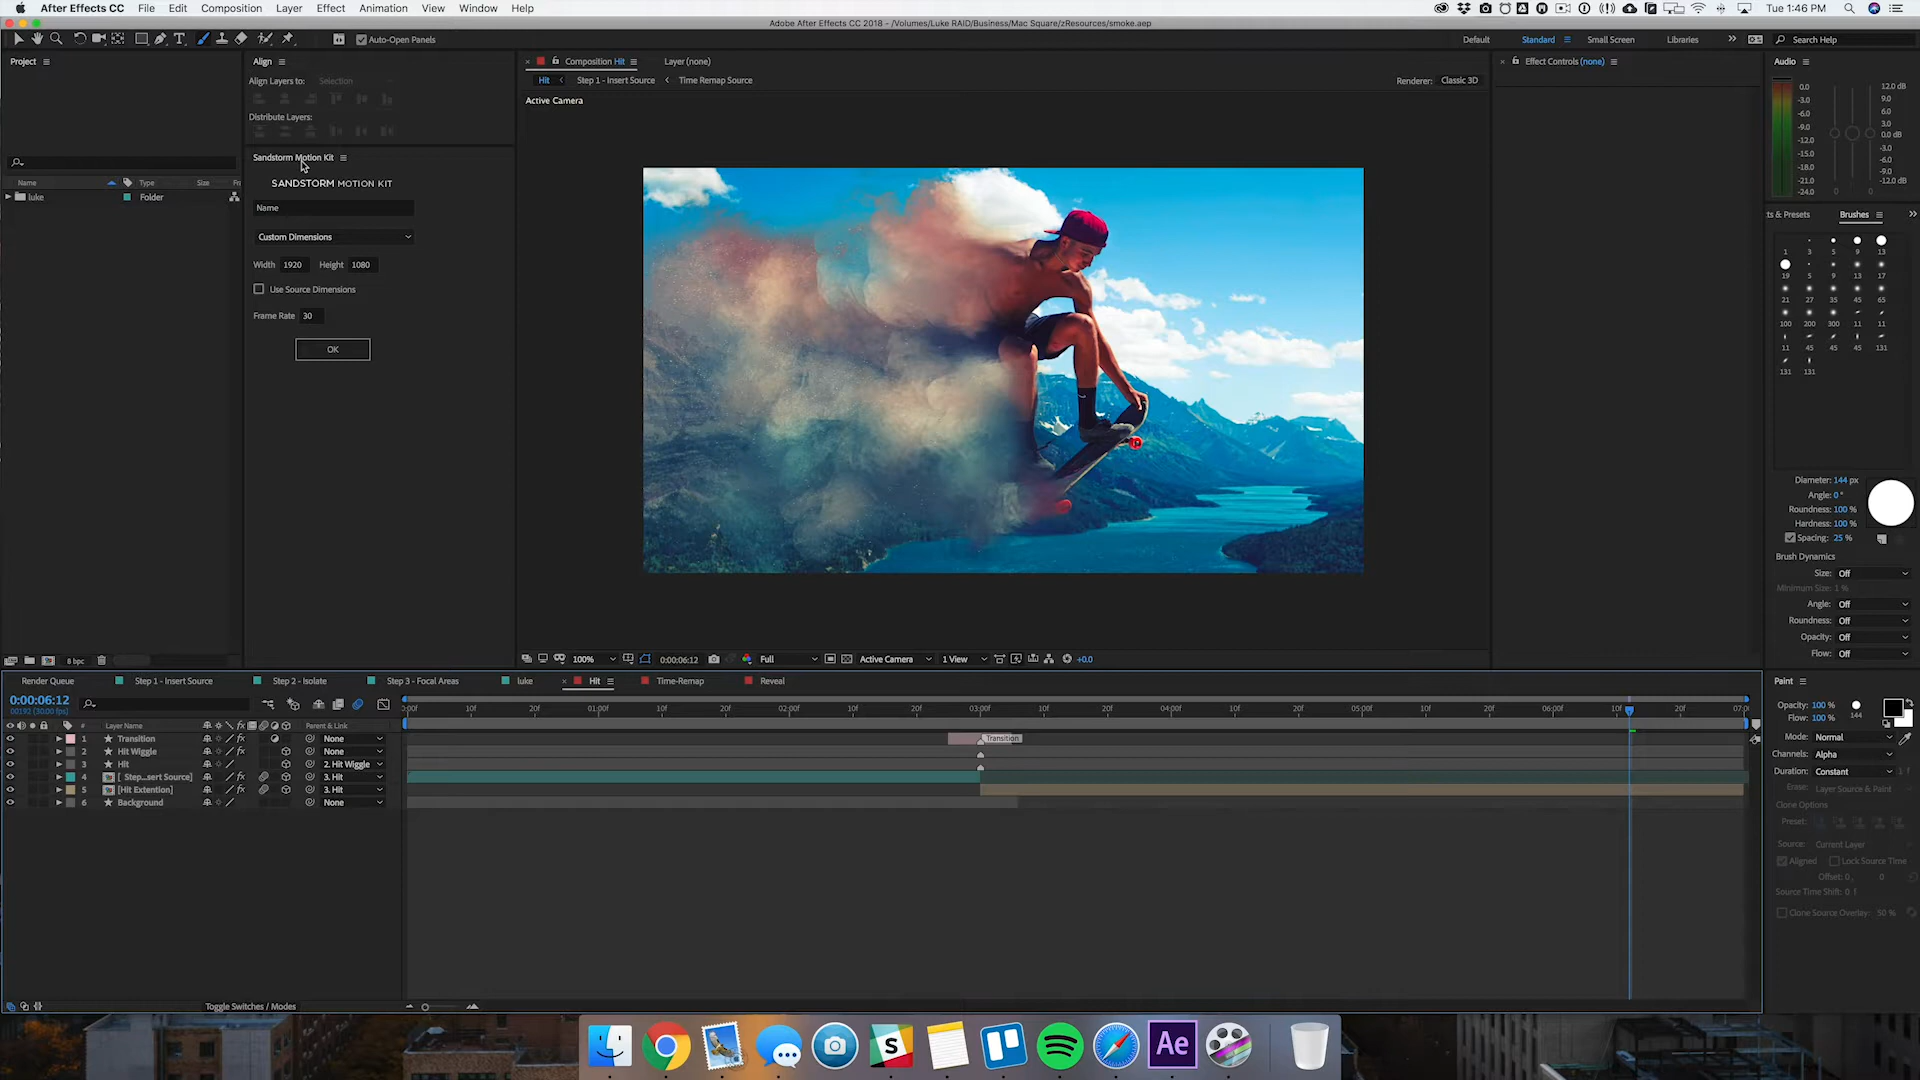 After Effects CC File Edit Composition Layer Effect Animation View Window Help Tue 1:46 PM
Adobe After Effects CC 2018 - /Volumes/Luke RAID/Business/Mac Square/zResources/smoke.aep
Auto-Open Panels Default Standard Small Screen Libraries Search Help
Project
Name Type Size Fr
luke Folder
8 bpc
Align
Align Layers to: Selection
Distribute Layers:
Sandstorm Motion Kit
SANDSTORM MOTION KIT
Name
Custom Dimensions
Width 1920 Height 1080
Use Source Dimensions
Frame Rate 30
OK
Composition Hit Layer (none)
Hit Step 1 - Insert Source Time Remap Source Renderer: Classic 3D
Active Camera
100% 0:00:06:12 Full Active Camera 1 View +0.0
Effect Controls (none)
Audio
0.0 12.0 dB
-3.0 9.0
-6.0 6.0
-9.0 3.0
-12.0 0.0 dB
-15.0 -3.0
-18.0 -6.0
-21.0 -9.0
-24.0 -12.0 dB
0 0
ts & Presets Brushes
1 3 5 9 13
19 5 9 13 17
21 27 35 45 65
100 200 300 11 11
11 45 45 45 131
131 131
Diameter: 144 px
Angle: 0°
Roundness: 100 %
Hardness: 100 %
Spacing: 25 %
Brush Dynamics
Size: Off
Minimum Size: 1 %
Angle: Off
Roundness: Off
Opacity: Off
Flow: Off
Render Queue Step 1 - Insert Source Step 2 - Isolate Step 3 - Focal Areas luke Hit Time-Remap Reveal
0:00:06:12
00192 (30.00 fps)
:00f 10f 20f 01:00f 10f 20f 02:00f 10f 20f 03:00f 10f 20f 04:00f 10f 20f 05:00f 10f 20f 06:00f 10f 20f 07:0
# Layer Name Parent & Link
1 Transition None Transition
2 Hit Wiggle None
3 Hit 2. Hit Wiggle
4 [ Step...sert Source] 3. Hit
5 [Hit Extention] 3. Hit
6 Background None
Toggle Switches / Modes
Paint
Opacity: 100 %
Flow: 100 % 144
Mode: Normal
Channels: Alpha
Duration: Constant
Erase: Layer Source & Paint
Clone Options
Preset:
Source: Current Layer
Aligned Lock Source Time
Offset: 0, 0
Source Time Shift: 0 f
Clone Source Overlay: 50 %
S
Ae